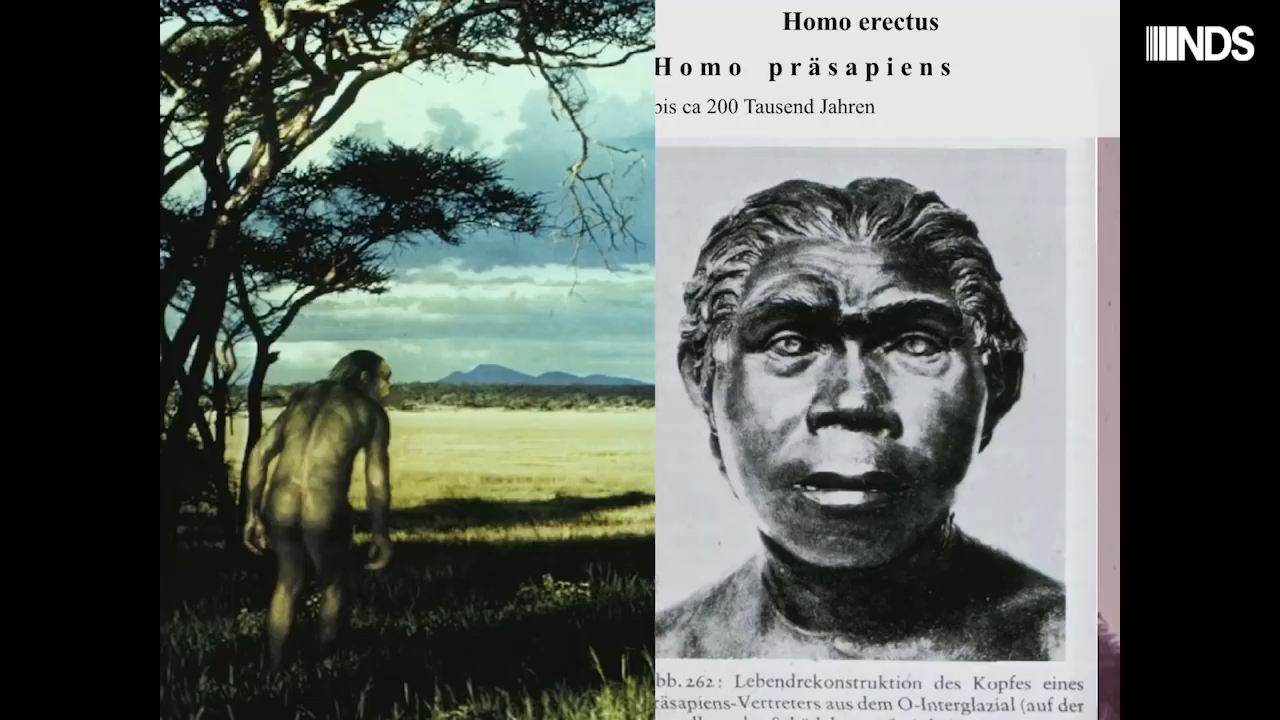 Homo erectus
Homo präsapiens
bis ca 200 Tausend Jahren
NDS
bb. 262: Lebendrekonstruktion des Kopfes eines
räsapiens-Vertreters aus dem O-Interglazial (auf der